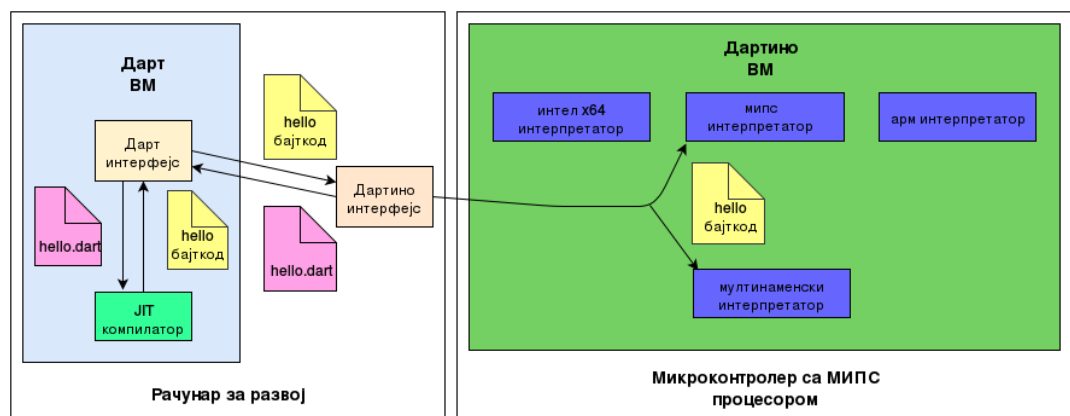 Дарт
ВМ
hello
бајткод
Дарт
интерфејс
Дартино
интерфејс
hello.dart
hello
бајткод
hello.dart
JIT
компилатор
Рачунар за развој
Дартино
ВМ
интел x64
интерпретатор
мипс
интерпретатор
арм интерпретатор
hello
бајткод
мултинаменски
интерпретатор
Микроконтролер са МИПС
процесором